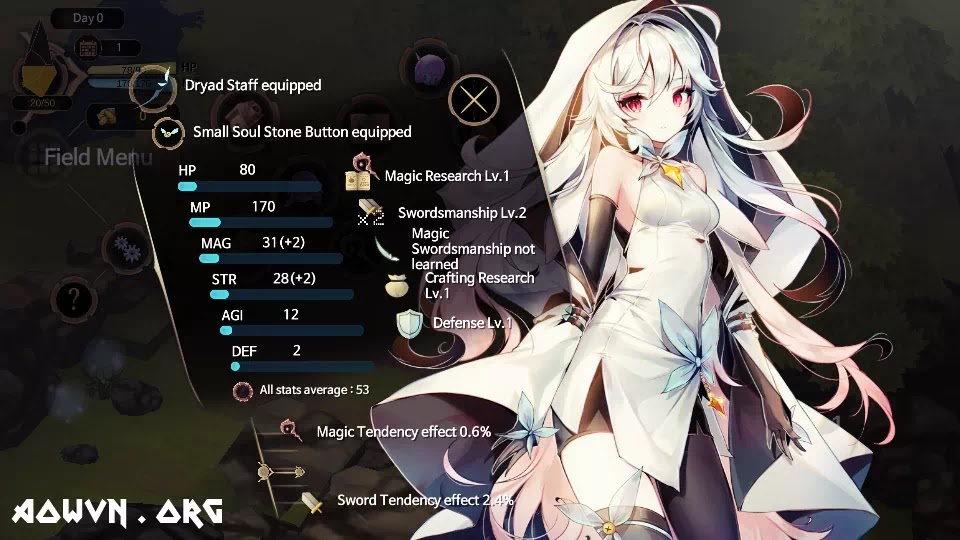 Day 0
1
HP
78/9
20/50
Field Menu
?
Dryad Staff equipped
Small Soul Stone Button equipped
HP 80
MP 170
MAG 31(+2)
STR 28(+2)
AGI 12
DEF 2
All stats average : 53
Magic Research Lv.1
x2
Swordsmanship Lv.2
Magic
Swordsmanship not
learned
Crafting Research
Lv.1
Defense Lv.1
Magic Tendency effect 0.6%
Sword Tendency effect 2.4%
AOWVN.ORG